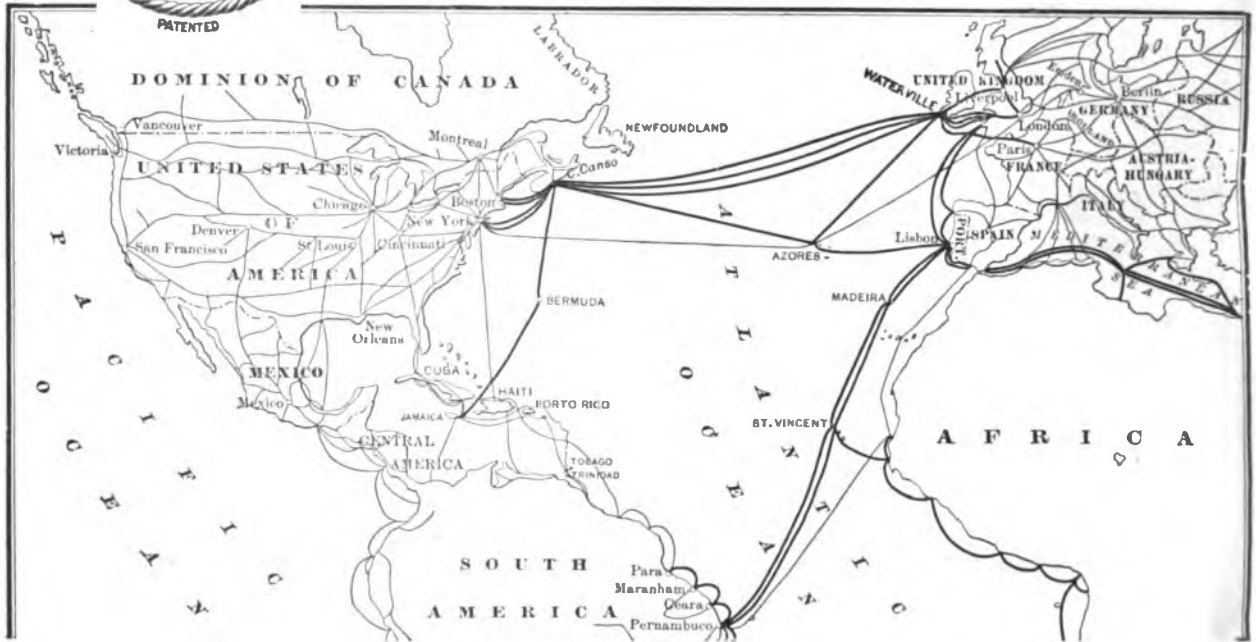 PATENTED
DOMINION OF CANADA
LABRADOR
NEWFOUNDLAND
Vancouver
Victoria
Montreal
C. Canso
UNITED STATES
OF
AMERICA
Chicago
Boston
New York
Denver
St Louis
Cincinnati
San Francisco
New
Orleans
MEXICO
Mexico
BERMUDA
CUBA
HAITI
PORTO RICO
JAMAICA
CENTRAL
AMERICA
TOBAGO
TRINIDAD
PACIFIC
OCEAN
ATLANTIC
OCEAN
WATERVILLE
UNITED KINGDOM
Liverpool
London
Emden
Berlin
GERMANY
RUSSIA
HOLLAND
Paris
FRANCE
AUSTRIA-
HUNGARY
ITALY
Lisbon
PORT.
SPAIN
MEDITERRANEAN
SEA
AZORES
MADEIRA
ST. VINCENT
AFRICA
SOUTH
AMERICA
Para
Maranham
Ceara
Pernambuco